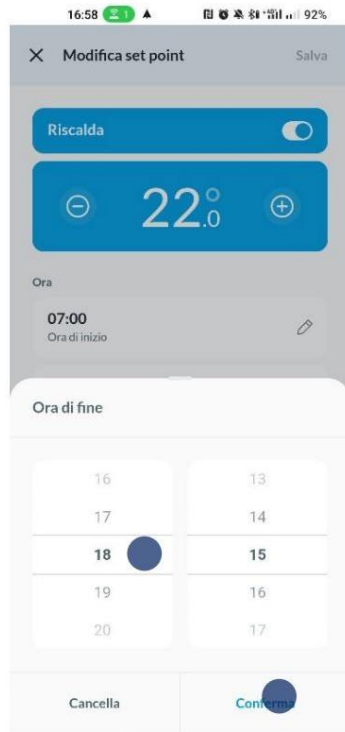 16:58 1 92%
Modifica set point Salva
Riscalda
22°.0
Ora
07:00
Ora di inizio
Ora di fine
16 13
17 14
18 15
19 16
20 17
Cancella Conferma